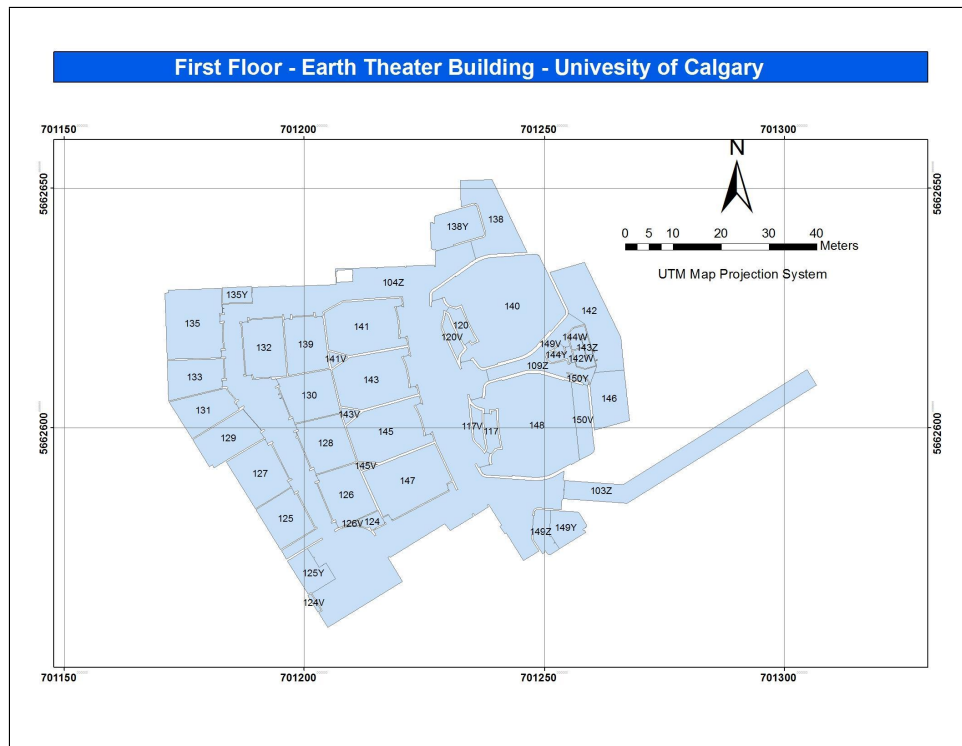 First Floor - Earth Theater Building - Univesity of Calgary
701150 701200 701250 701300
5662650 5662650
N
0 5 10 20 30 40
Meters
UTM Map Projection System
138
138Y
104Z
135Y
140
142
135
141
120
120V
132
139
144W
149V
143Z
144Y
142W
141V
109Z
133
143
150Y
130
146
131
143V
5662600 5662600
150V
117V 117
148
145
129
128
145V
127
147
126
103Z
125
126V
124
149Z
149Y
125Y
124V
701150 701200 701250 701300